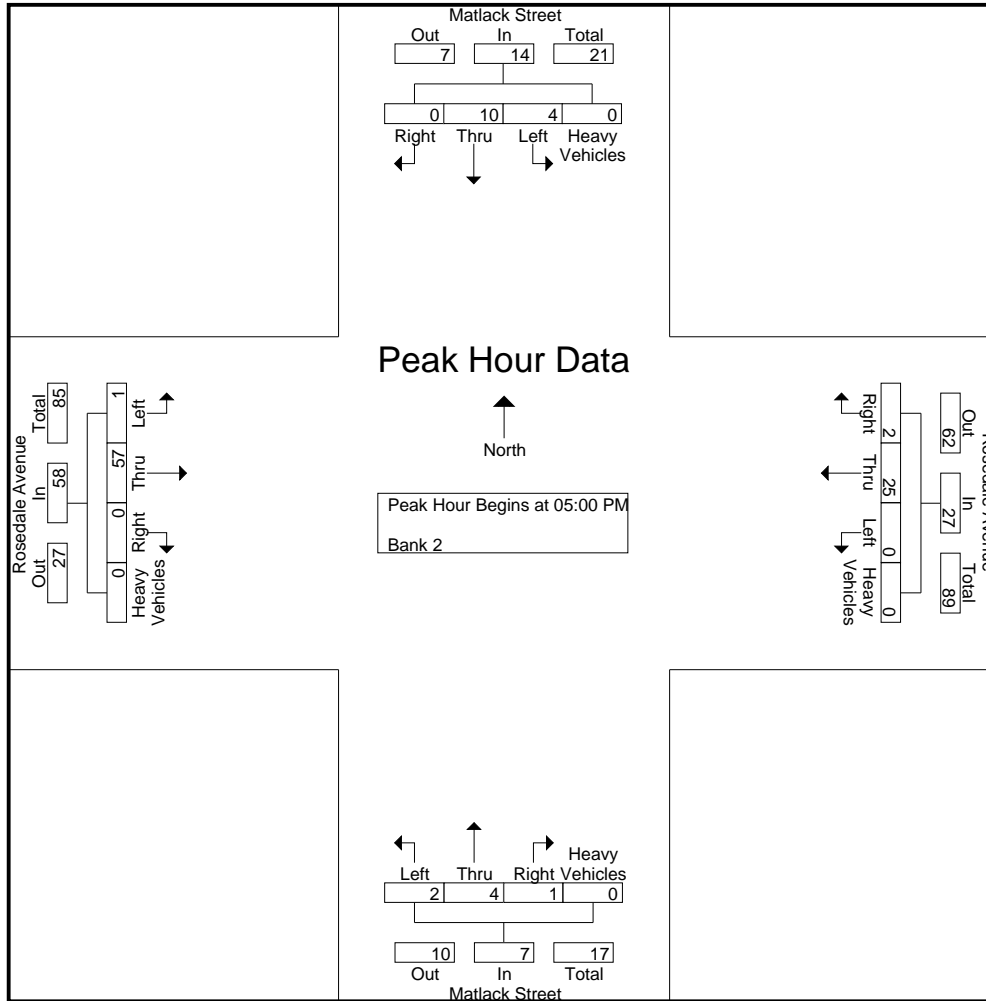 Matlack Street
Out In Total
7 14 21
0 10 4 0
Right Thru Left Heavy
Vehicles
Peak Hour Data
North
Peak Hour Begins at 05:00 PM
Bank 2
Rosedale Avenue
Out In Total
27 58 85
1 57 0 0
Left Thru Right Heavy
Vehicles
Rosedale Avenue
Out In Total
62 27 89
2 25 0 0
Right Thru Left Heavy
Vehicles
Left Thru Right Heavy
Vehicles
2 4 1 0
10 7 17
Out In Total
Matlack Street